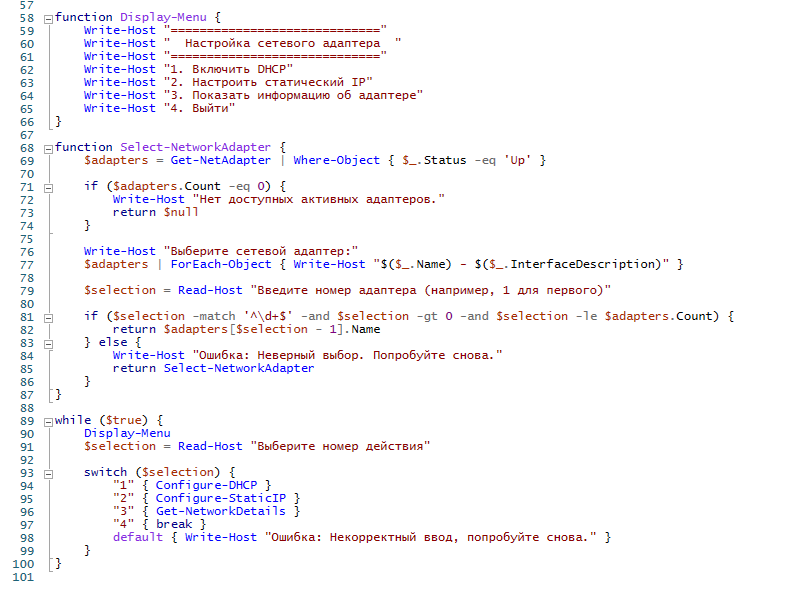 57
58 function Display-Menu {
59     Write-Host "============================="
60     Write-Host "  Настройка сетевого адаптера  "
61     Write-Host "============================="
62     Write-Host "1. Включить DHCP"
63     Write-Host "2. Настроить статический IP"
64     Write-Host "3. Показать информацию об адаптере"
65     Write-Host "4. Выйти"
66 }
67
68 function Select-NetworkAdapter {
69     $adapters = Get-NetAdapter | Where-Object { $_.Status -eq 'Up' }
70
71     if ($adapters.Count -eq 0) {
72         Write-Host "Нет доступных активных адаптеров."
73         return $null
74     }
75
76     Write-Host "Выберите сетевой адаптер:"
77     $adapters | ForEach-Object { Write-Host "$($_.Name) - $($_.InterfaceDescription)" }
78
79     $selection = Read-Host "Введите номер адаптера (например, 1 для первого)"
80
81     if ($selection -match '^\d+$' -and $selection -gt 0 -and $selection -le $adapters.Count) {
82         return $adapters[$selection - 1].Name
83     } else {
84         Write-Host "Ошибка: Неверный выбор. Попробуйте снова."
85         return Select-NetworkAdapter
86     }
87 }
88
89 while ($true) {
90     Display-Menu
91     $selection = Read-Host "Выберите номер действия"
92
93     switch ($selection) {
94         "1" { Configure-DHCP }
95         "2" { Configure-StaticIP }
96         "3" { Get-NetworkDetails }
97         "4" { break }
98         default { Write-Host "Ошибка: Некорректный ввод, попробуйте снова." }
99     }
100 }
101